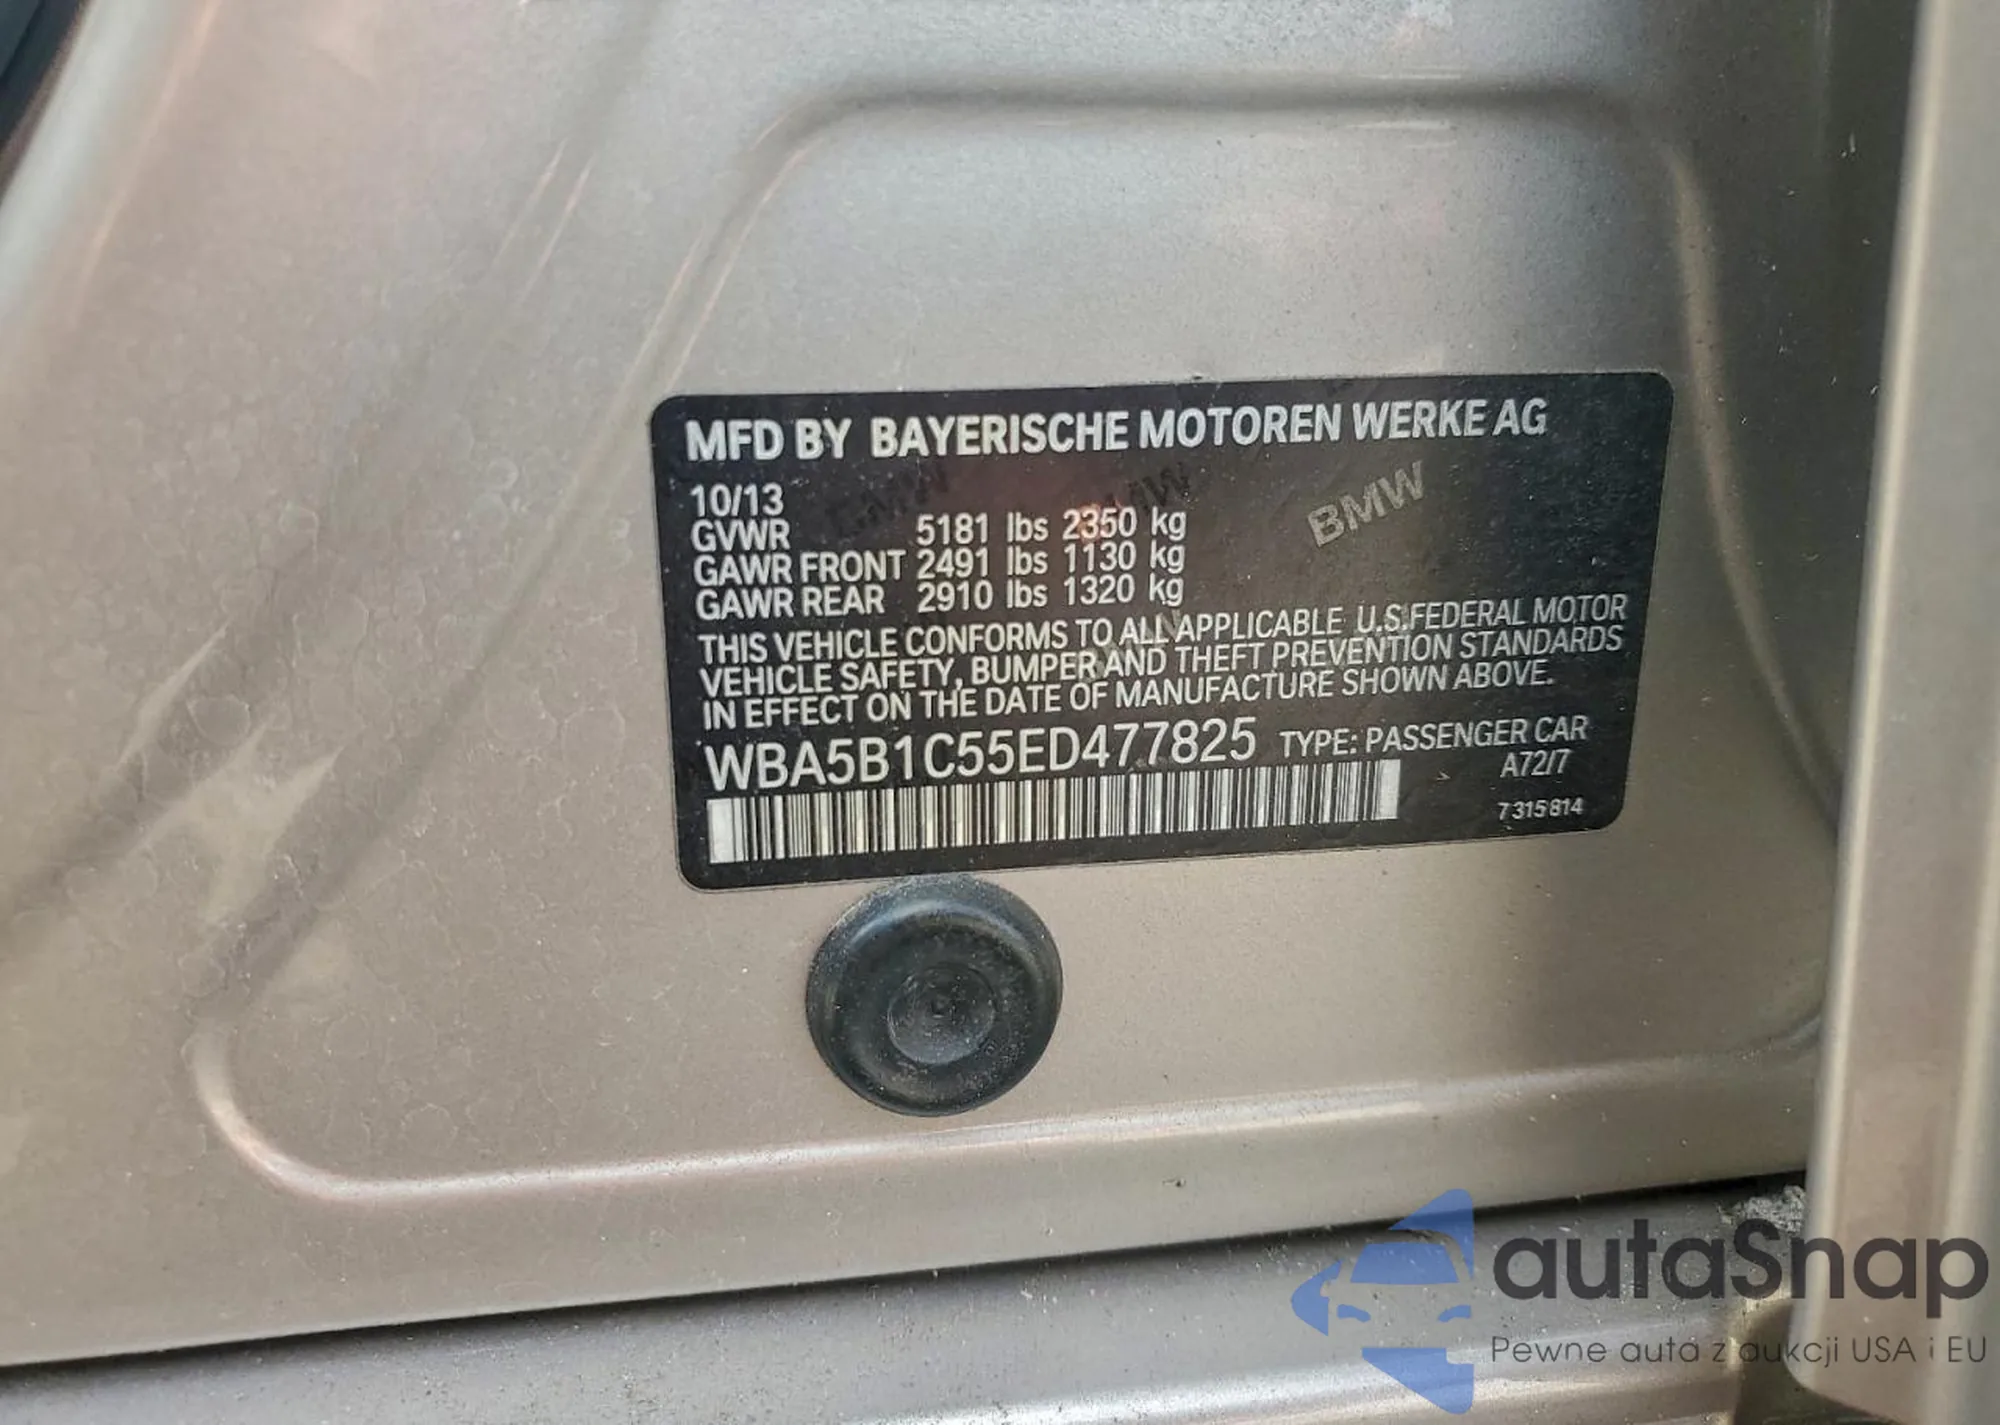 MFD BY BAYERISCHE MOTOREN WERKE AG
10/13
GVWR 5181 lbs 2350 kg
GAWR FRONT 2491 lbs 1130 kg
GAWR REAR 2910 lbs 1320 kg
BMW
BMW
BMW
THIS VEHICLE CONFORMS TO ALL APPLICABLE U.S. FEDERAL MOTOR
VEHICLE SAFETY, BUMPER AND THEFT PREVENTION STANDARDS
IN EFFECT ON THE DATE OF MANUFACTURE SHOWN ABOVE.
WBA5B1C55ED477825 TYPE: PASSENGER CAR
A72/7
7 315 814
autaSnap
Pewne auta z aukcji USA i EU